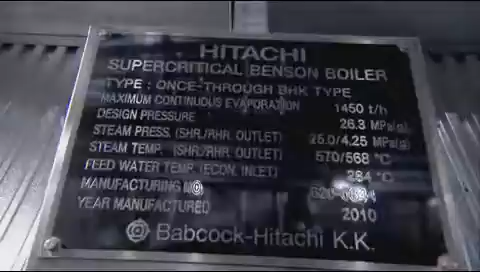 HITACHI
SUPERCRITICAL BENSON BOILER
TYPE : ONCE-THROUGH BHK TYPE
MAXIMUM CONTINUOUS EVAPORATION 1450 t/h
DESIGN PRESSURE 26.3 MPa(g)
STEAM PRESS. (SHR./RHR. OUTLET) 25.0/4.25 MPa(g)
STEAM TEMP. (SHR./RHR. OUTLET) 570/568 °C
FEED WATER TEMP. (ECON. INLET) 284 °C
MANUFACTURING
YEAR MANUFACTURED 2010
Babcock-Hitachi K.K.